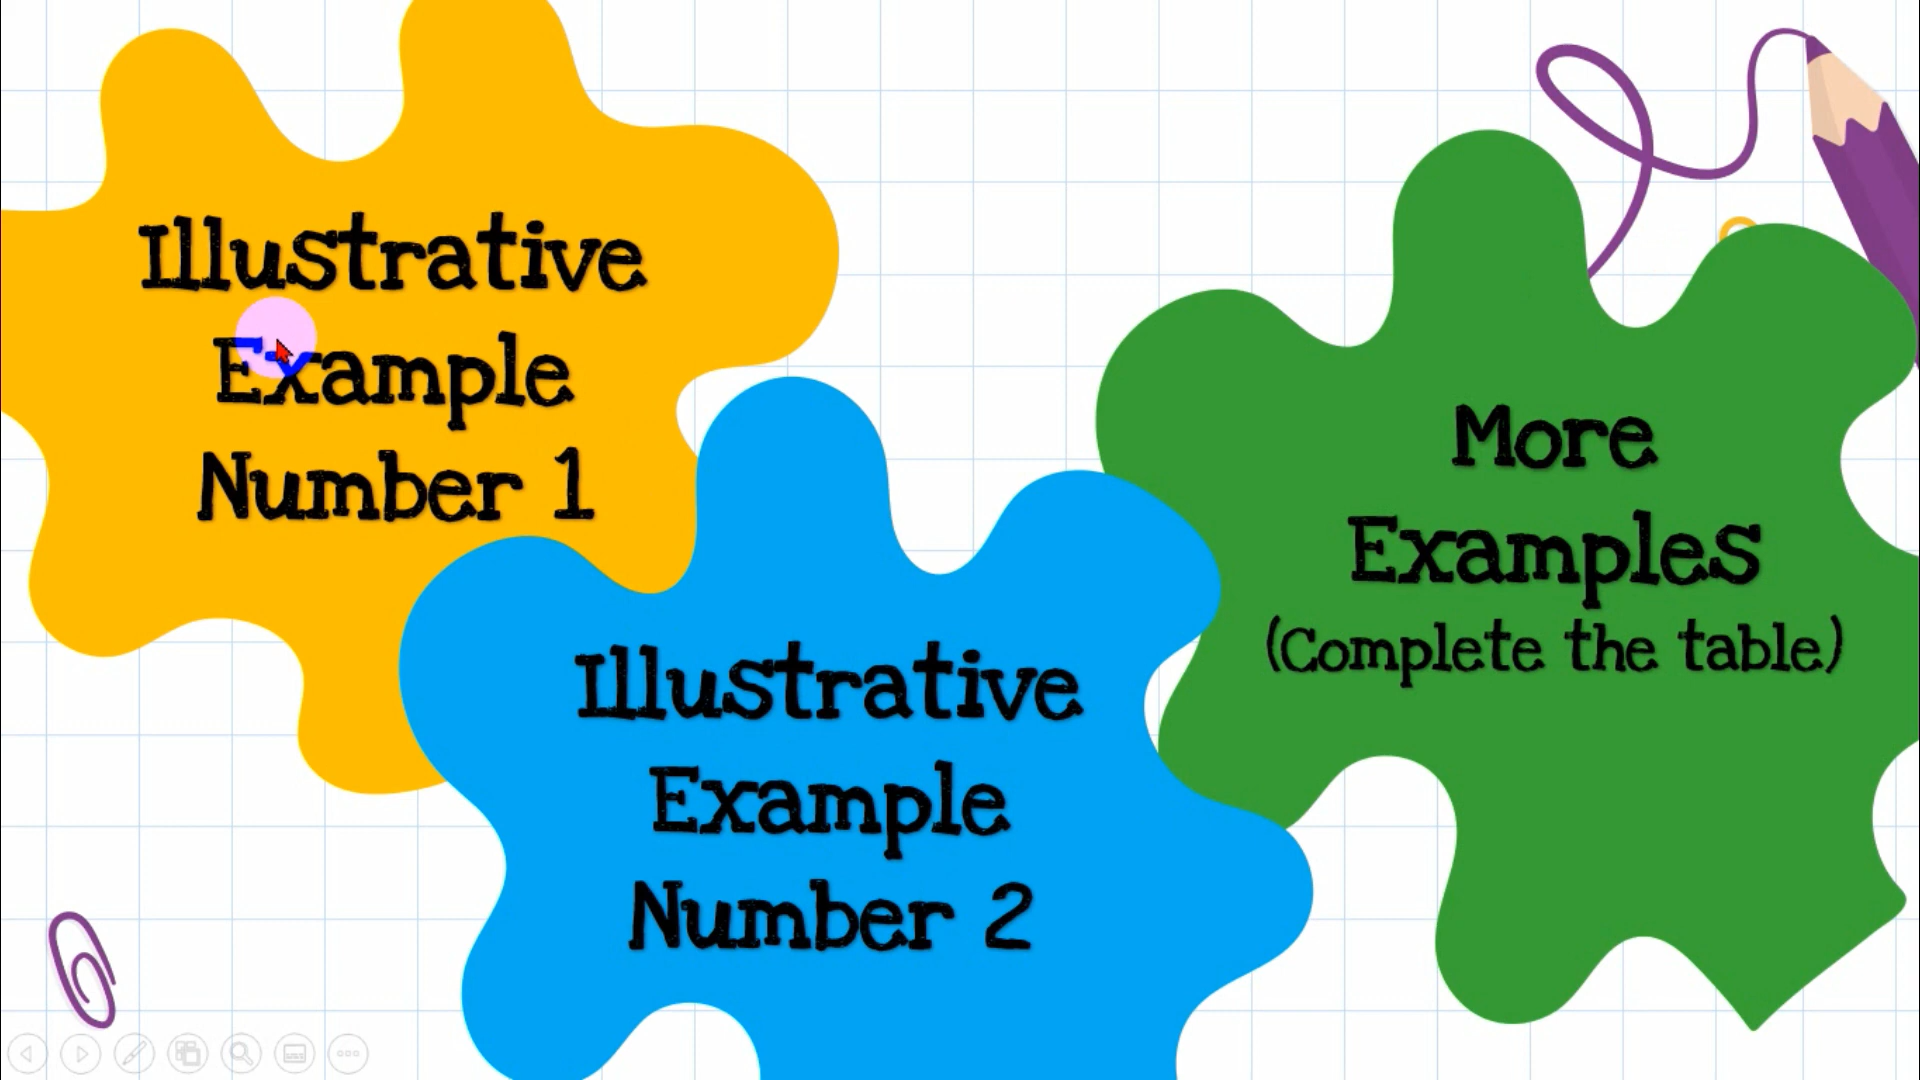 Illustrative
Example
Number 1
Illustrative
Example
Number 2
More
Examples
(Complete the table)